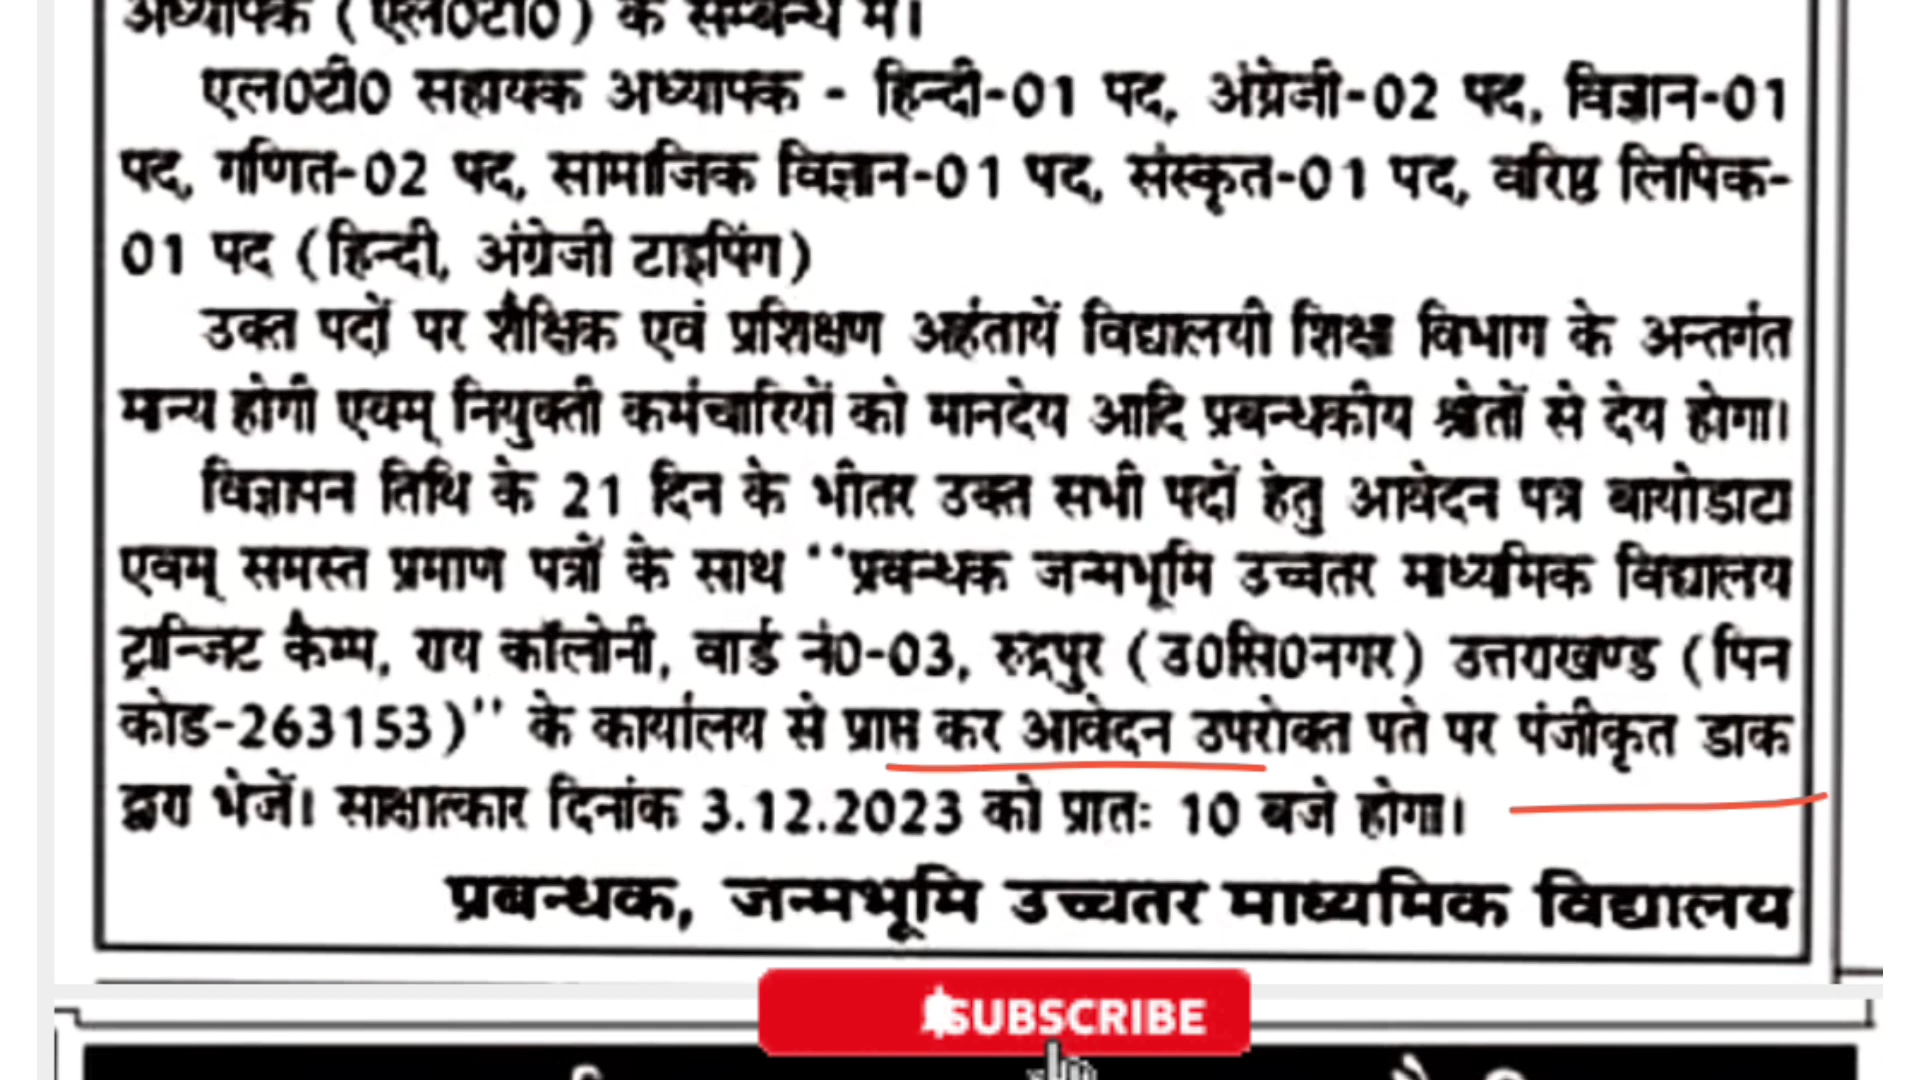 अध्यापक (एल0टी0) के सम्बन्ध में।
एल0टी0 सहायक अध्यापक - हिन्दी-01 पद, अंग्रेजी-02 पद, विज्ञान-01
पद, गणित-02 पद, सामाजिक विज्ञान-01 पद, संस्कृत-01 पद, वरिष्ठ लिपिक-
01 पद (हिन्दी, अंग्रेजी टाइपिंग)
उक्त पदों पर शैक्षिक एवं प्रशिक्षण अर्हतायें विद्यालयी शिक्षा विभाग के अन्तर्गत
मान्य होगी एवम् नियुक्ती कर्मचारियों को मानदेय आदि प्रबन्धकीय श्रोतों से देय होगा।
विज्ञापन तिथि के 21 दिन के भीतर उक्त सभी पदों हेतु आवेदन पत्र बायोडाटा
एवम् समस्त प्रमाण पत्रों के साथ ''प्रबन्धक जन्मभूमि उच्चतर माध्यमिक विद्यालय
ट्रान्जिट कैम्प, राय कॉलोनी, वार्ड नं0-03, रुद्रपुर (उ0सि0नगर) उत्तराखण्ड (पिन
कोड-263153)'' के कार्यालय से प्राप्त कर आवेदन उपरोक्त पते पर पंजीकृत डाक
द्वारा भेजें। साक्षात्कार दिनांक 3.12.2023 को प्रातः 10 बजे होगा।
प्रबन्धक, जन्मभूमि उच्चतर माध्यमिक विद्यालय
SUBSCRIBE